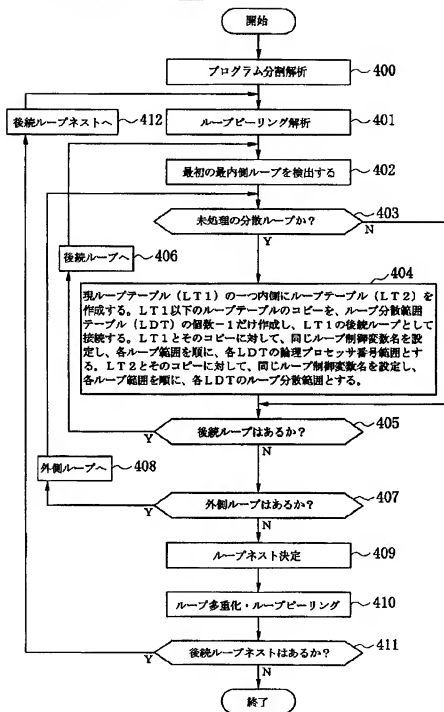 開始
プログラム分割解析
400
後続ループネストへ
412
ループピーリング解析
401
最初の最内側ループを検出する
402
未処理の分散ループか?
403
N
Y
後続ループへ
406
404
現ループテーブル(LT1)の一つ内側にループテーブル(LT2)を
作成する。LT1以下のループテーブルのコピーを、ループ分散範囲
テーブル(LDT)の個数-1だけ作成し、LT1の後続ループとして
接続する。LT1とそのコピーに対して、同じループ制御変数名を設
定し、各ループ範囲を順に、各LDTの論理プロセッサ番号範囲とす
る。LT2とそのコピーに対して、同じループ制御変数名を設定し、
各ループ範囲を順に、各LDTのループ分散範囲とする。
後続ループはあるか?
405
Y
N
外側ループへ
408
外側ループはあるか?
407
Y
N
ループネスト決定
409
ループ多重化・ループピーリング
410
後続ループネストはあるか?
411
Y
N
終了